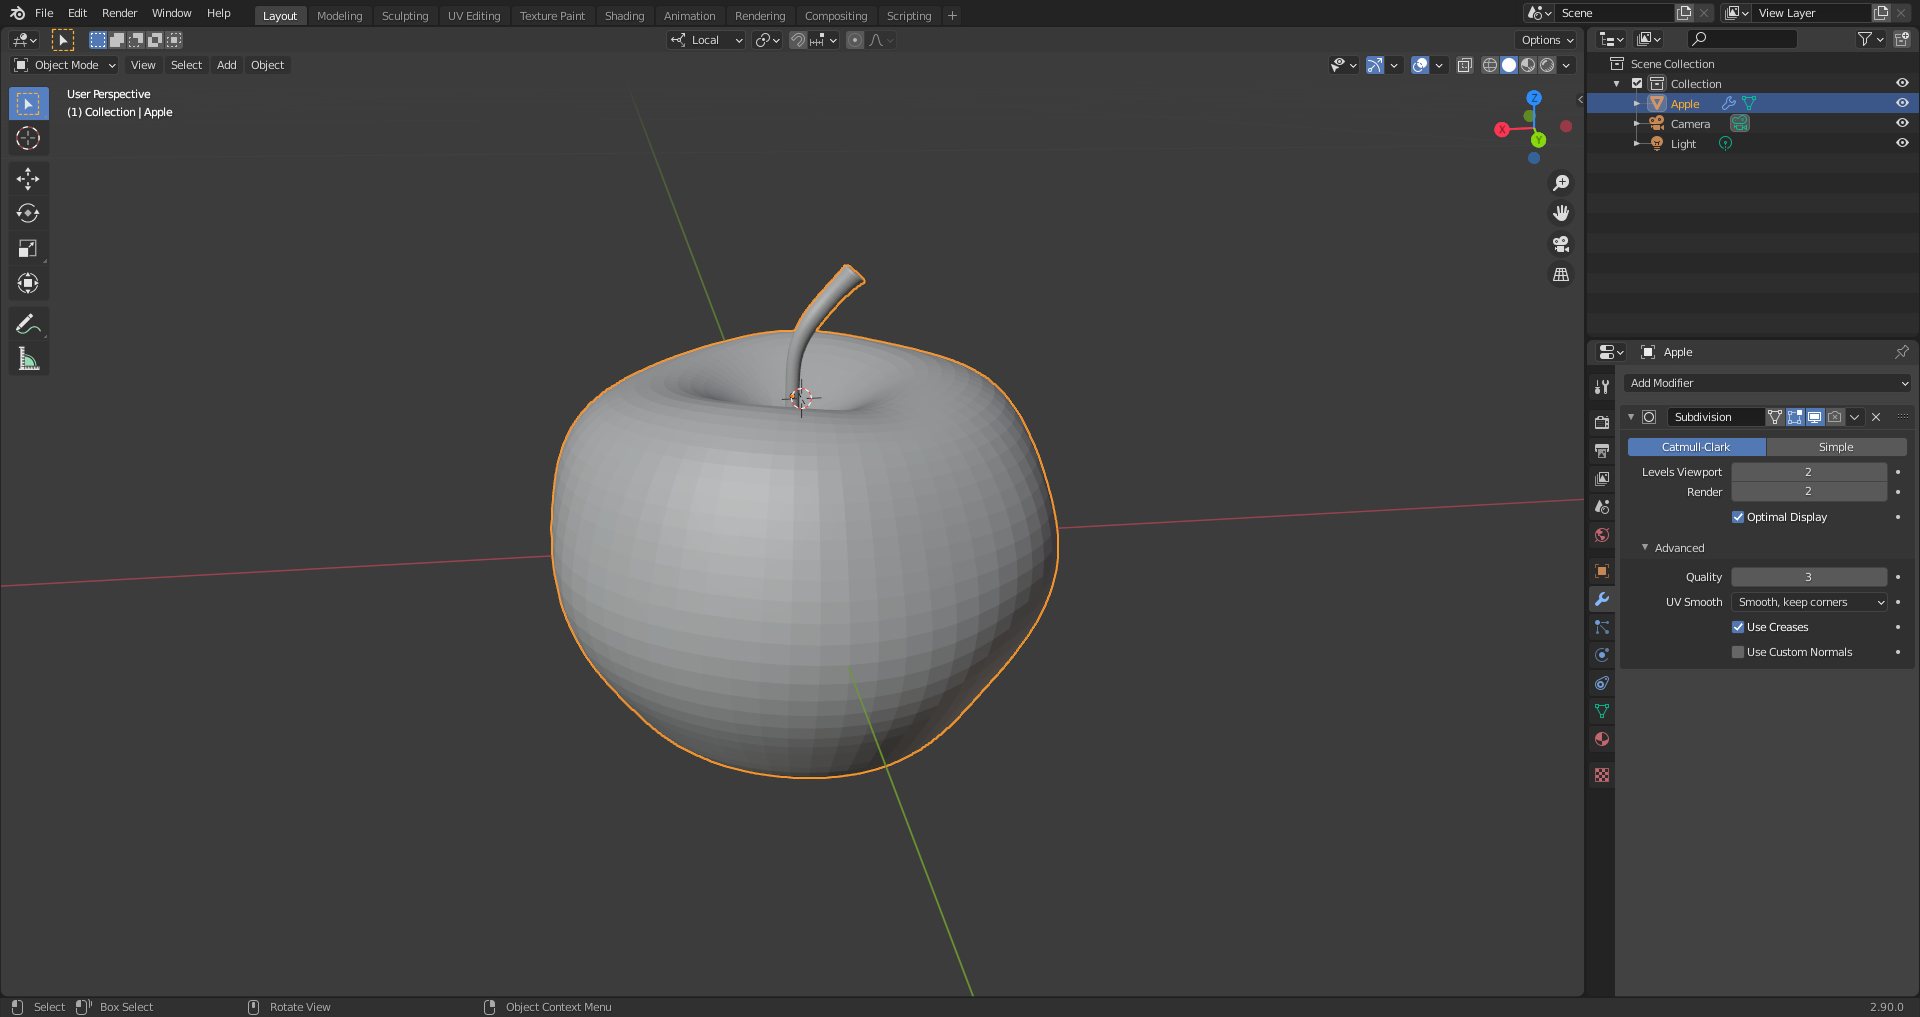 File Edit Render Window Help Layout Modeling Sculpting UV Editing Texture Paint Shading Animation Rendering Compositing Scripting + Scene View Layer
Local Options
Object Mode View Select Add Object
User Perspective
(1) Collection | Apple
Z
X
Y
Scene Collection
Collection
Apple
Camera
Light
Apple
Add Modifier
Subdivision
Catmull-Clark Simple
Levels Viewport 2
Render 2
Optimal Display
Advanced
Quality 3
UV Smooth Smooth, keep corners
Use Creases
Use Custom Normals
Select Box Select Rotate View Object Context Menu 2.90.0